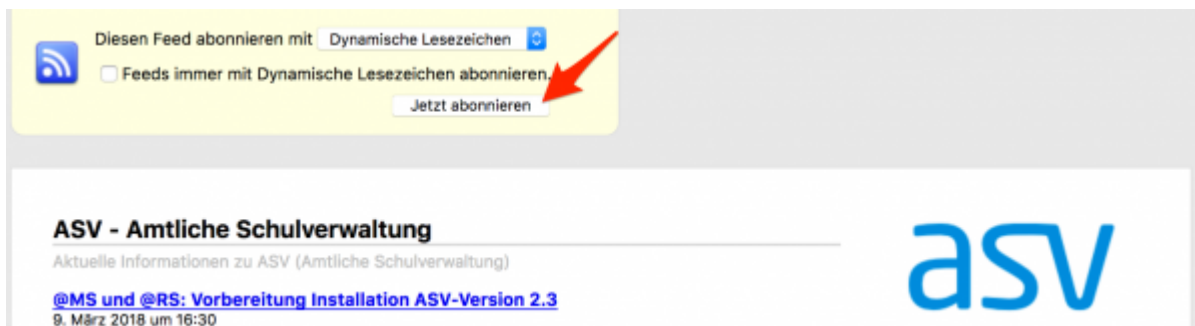 Diesen Feed abonnieren mit Dynamische Lesezeichen
Feeds immer mit Dynamische Lesezeichen abonnieren.
Jetzt abonnieren
ASV - Amtliche Schulverwaltung
Aktuelle Informationen zu ASV (Amtliche Schulverwaltung)
asv
@MS und @RS: Vorbereitung Installation ASV-Version 2.3
9. März 2018 um 16:30